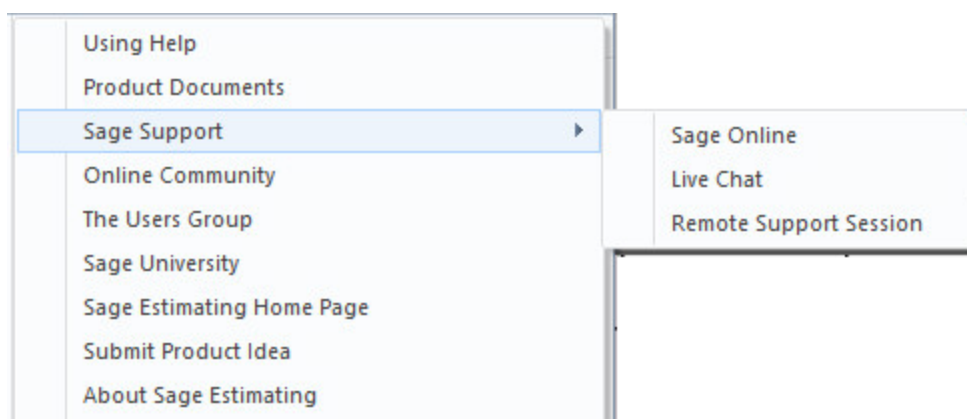 Using Help
Product Documents
Sage Support
Online Community
The Users Group
Sage University
Sage Estimating Home Page
Submit Product Idea
About Sage Estimating
Sage Online
Live Chat
Remote Support Session